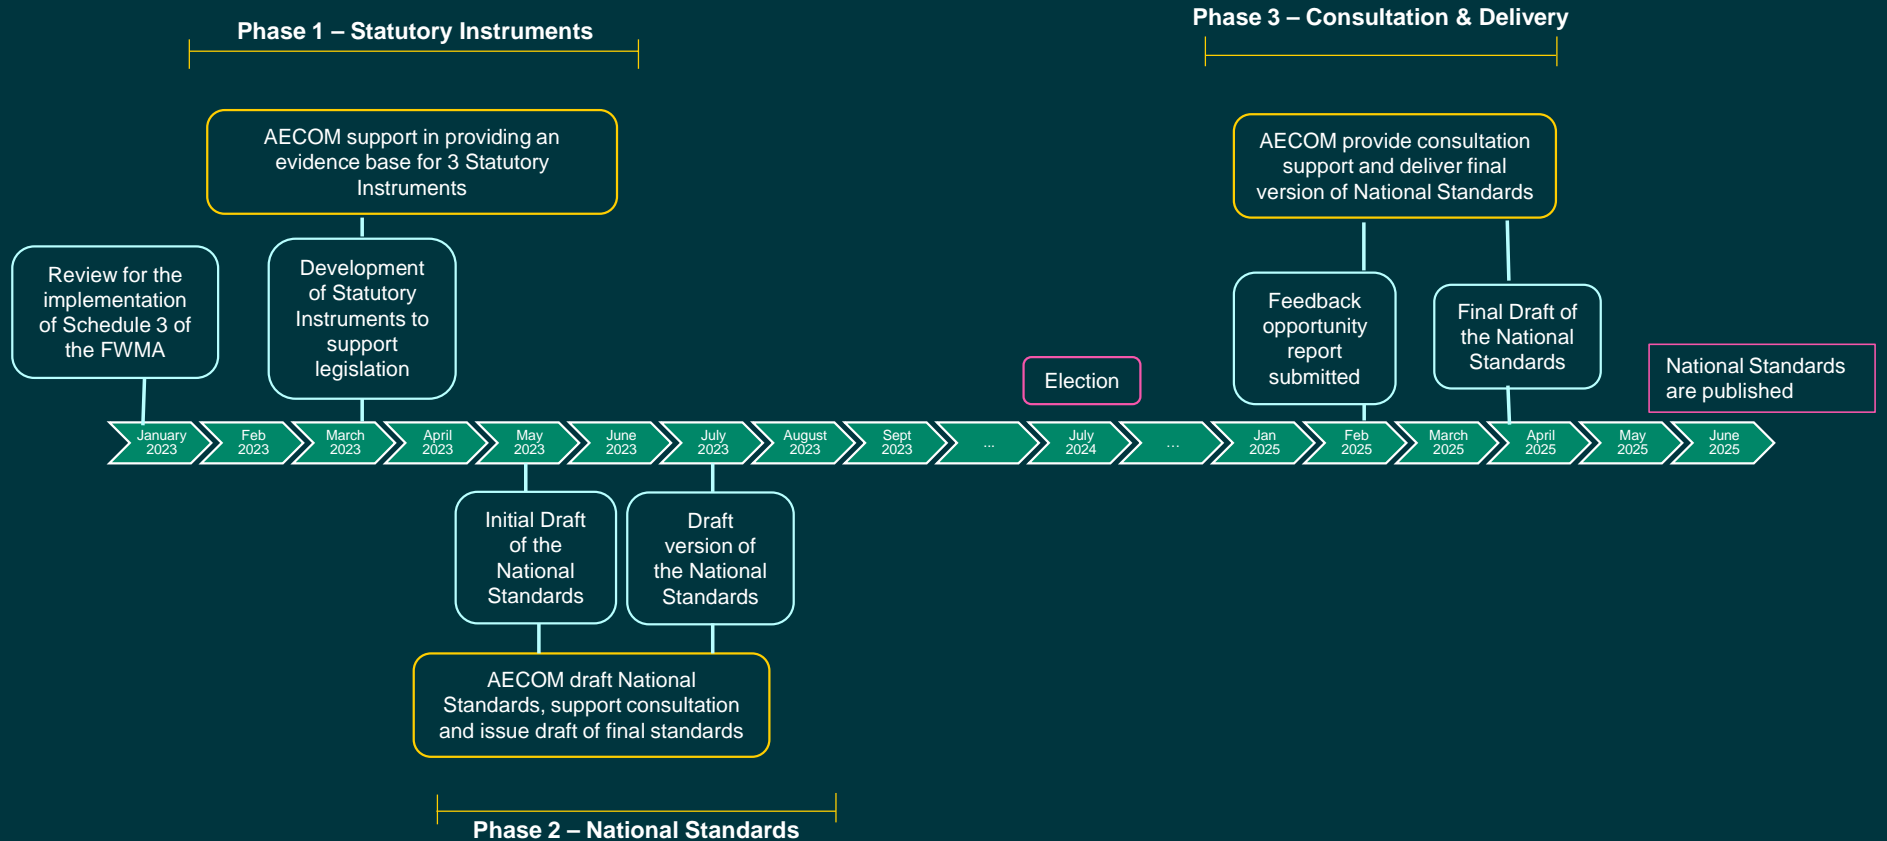 Phase 1 – Statutory Instruments
Phase 3 – Consultation & Delivery
AECOM support in providing an
evidence base for 3 Statutory
Instruments
AECOM provide consultation
support and deliver final
version of National Standards
Review for the
implementation
of Schedule 3 of
the FWMA
Development
of Statutory
Instruments to
support
legislation
Election
Feedback
opportunity
report
submitted
Final Draft of
the National
Standards
National Standards
are published
January
2023
Feb
2023
March
2023
April
2023
May
2023
June
2023
July
2023
August
2023
Sept
2023
...
July
2024
...
Jan
2025
Feb
2025
March
2025
April
2025
May
2025
June
2025
Initial Draft
of the
National
Standards
Draft
version of
the National
Standards
AECOM draft National
Standards, support consultation
and issue draft of final standards
Phase 2 – National Standards